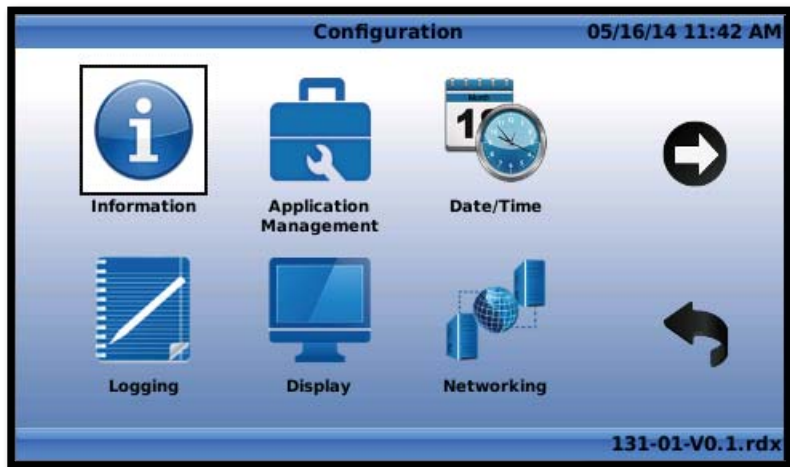 Configuration 05/16/14 11:42 AM
Information
Application
Management
Date/Time
Logging
Display
Networking
131-01-V0.1.rdx